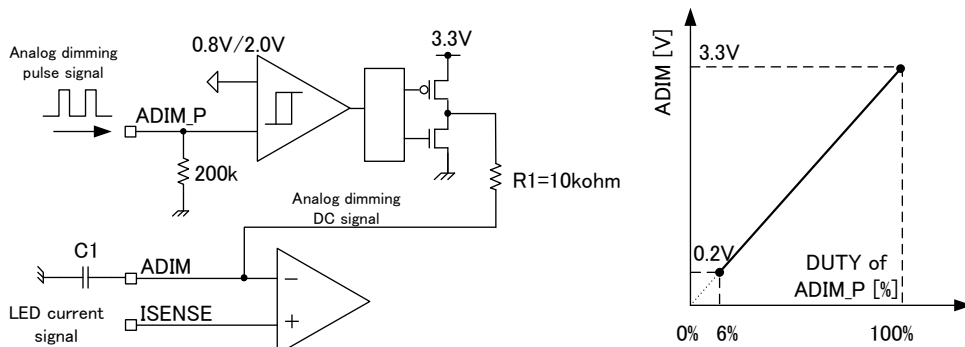 Analog dimming
pulse signal
0.8V/2.0V
3.3V
ADIM_P
200k
R1=10kohm
Analog dimming
DC signal
C1
ADIM
−
LED current
signal
ISENSE
+
ADIM [V]
3.3V
0.2V
DUTY of
ADIM_P [%]
0%
6%
100%